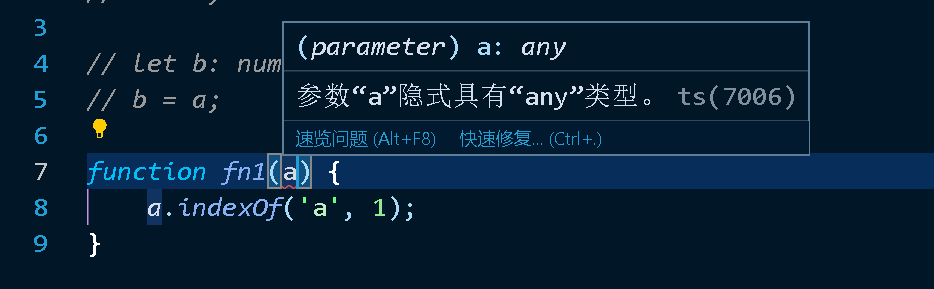 3
(parameter) a: any
4 // let b: num
参数“a”隐式具有“any”类型。 ts(7006)
5 // b = a;
6
速览问题 (Alt+F8) 快速修复... (Ctrl+.)
7 function fn1(a) {
8 a.indexOf('a', 1);
9 }